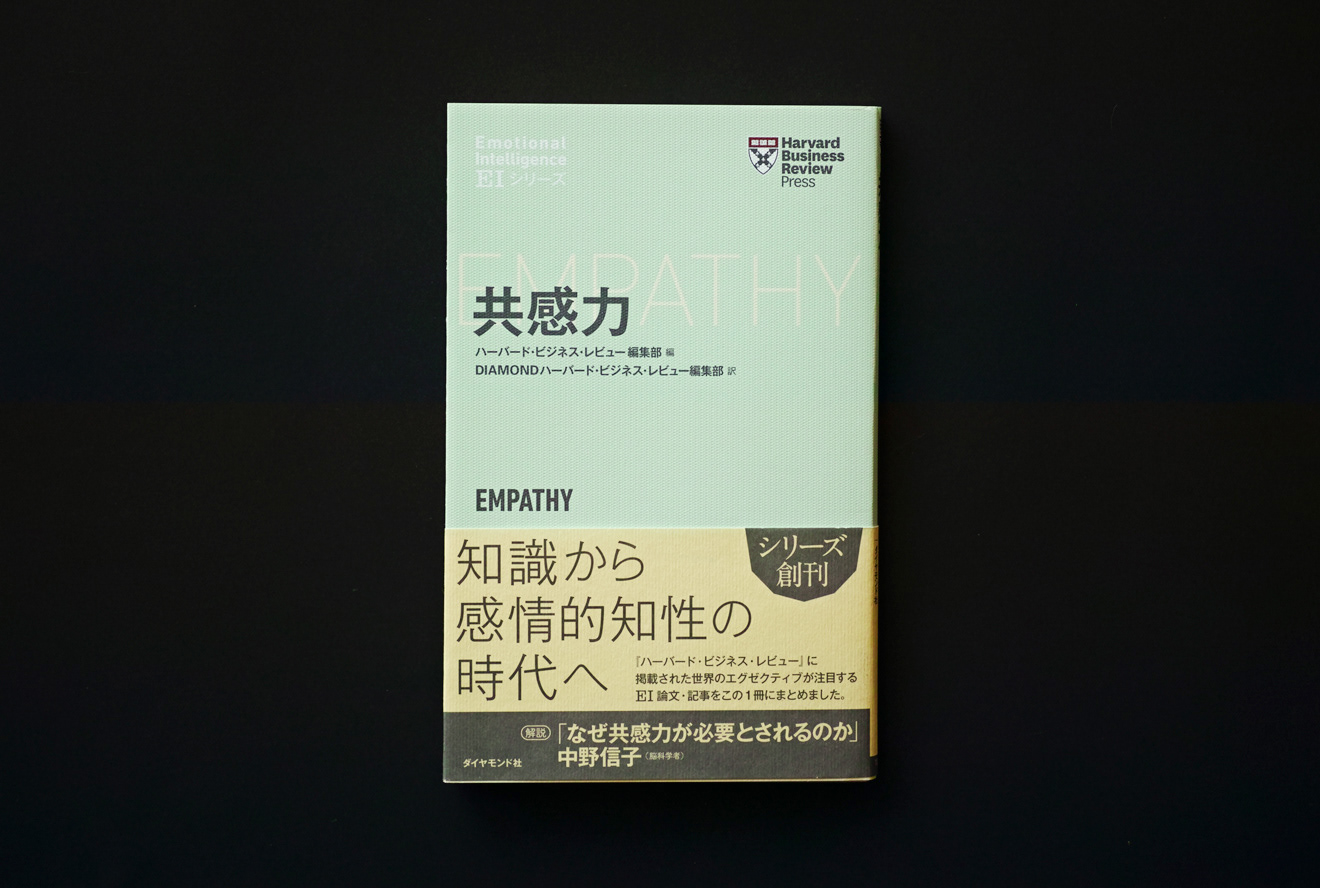 Emotional
Intelligence
EI シリーズ
Harvard
Business
Review
Press
EMPATHY
共感力
ハーバード・ビジネス・レビュー編集部 編
DIAMONDハーバード・ビジネス・レビュー編集部 訳
EMPATHY
知識から
感情的知性の
時代へ
シリーズ
創刊
『ハーバード・ビジネス・レビュー』に
掲載された世界のエグゼクティブが注目する
EI 論文・記事をこの1冊にまとめました。
解説 「なぜ共感力が必要とされるのか」
中野信子（脳科学者）
ダイヤモンド社